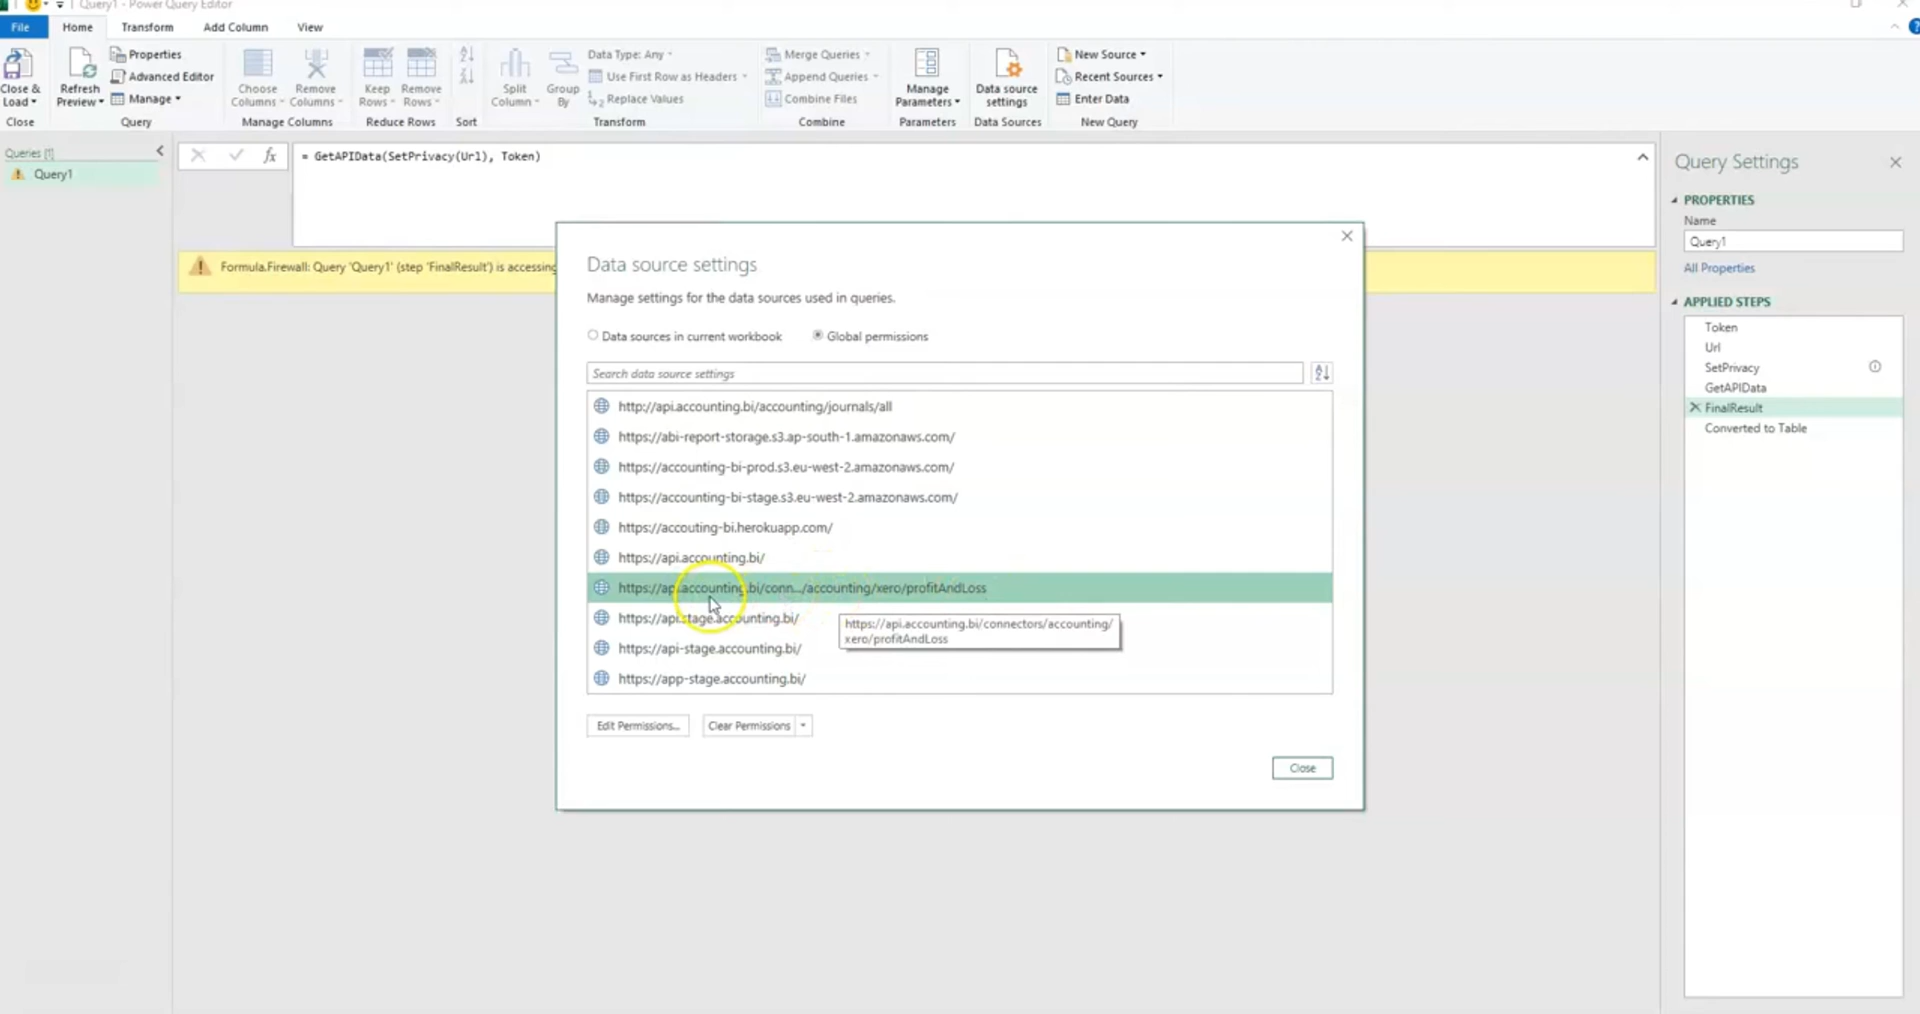 Query1 - Power Query Editor
File
Home
Transform
Add Column
View
Close & Load
Refresh Preview
Properties
Advanced Editor
Manage
Choose Columns
Remove Columns
Keep Rows
Remove Rows
Split Column
Group By
Data Type: Any
Use First Row as Headers
Replace Values
Merge Queries
Append Queries
Combine Files
Manage Parameters
Data source settings
New Source
Recent Sources
Enter Data
Close
Query
Manage Columns
Reduce Rows
Sort
Transform
Combine
Parameters
Data Sources
New Query
Queries [1]
Query1
fx
= GetAPIData(SetPrivacy(Url), Token)
Formula.Firewall: Query 'Query1' (step 'FinalResult') is accessing
Data source settings
Manage settings for the data sources used in queries.
Data sources in current workbook
Global permissions
Search data source settings
http://api.accounting.bi/accounting/journals/all
https://abi-report-storage.s3.ap-south-1.amazonaws.com/
https://accounting-bi-prod.s3.eu-west-2.amazonaws.com/
https://accounting-bi-stage.s3.eu-west-2.amazonaws.com/
https://accouting-bi.herokuapp.com/
https://api.accounting.bi/
https://api.accounting.bi/conn.../accounting/xero/profitAndLoss
https://api.stage.accounting.bi/
https://api.accounting.bi/connectors/accounting/
xero/profitAndLoss
https://api-stage.accounting.bi/
https://app-stage.accounting.bi/
Edit Permissions...
Clear Permissions
Close
Query Settings
PROPERTIES
Name
Query1
All Properties
APPLIED STEPS
Token
Url
SetPrivacy
GetAPIData
FinalResult
Converted to Table